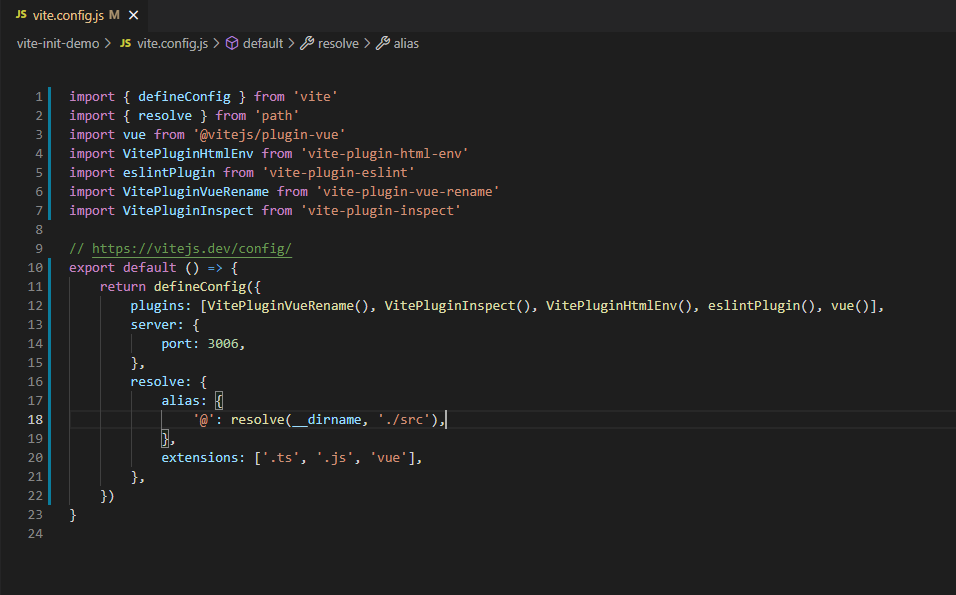 JS vite.config.js M ×
vite-init-demo > JS vite.config.js > default > resolve > alias
1 import { defineConfig } from 'vite'
2 import { resolve } from 'path'
3 import vue from '@vitejs/plugin-vue'
4 import VitePluginHtmlEnv from 'vite-plugin-html-env'
5 import eslintPlugin from 'vite-plugin-eslint'
6 import VitePluginVueRename from 'vite-plugin-vue-rename'
7 import VitePluginInspect from 'vite-plugin-inspect'
8
9 // https://vitejs.dev/config/
10 export default () => {
11     return defineConfig({
12         plugins: [VitePluginVueRename(), VitePluginInspect(), VitePluginHtmlEnv(), eslintPlugin(), vue()],
13         server: {
14             port: 3006,
15         },
16         resolve: {
17             alias: {
18                 '@': resolve(__dirname, './src'),
19             },
20             extensions: ['.ts', '.js', 'vue'],
21         },
22     })
23 }
24